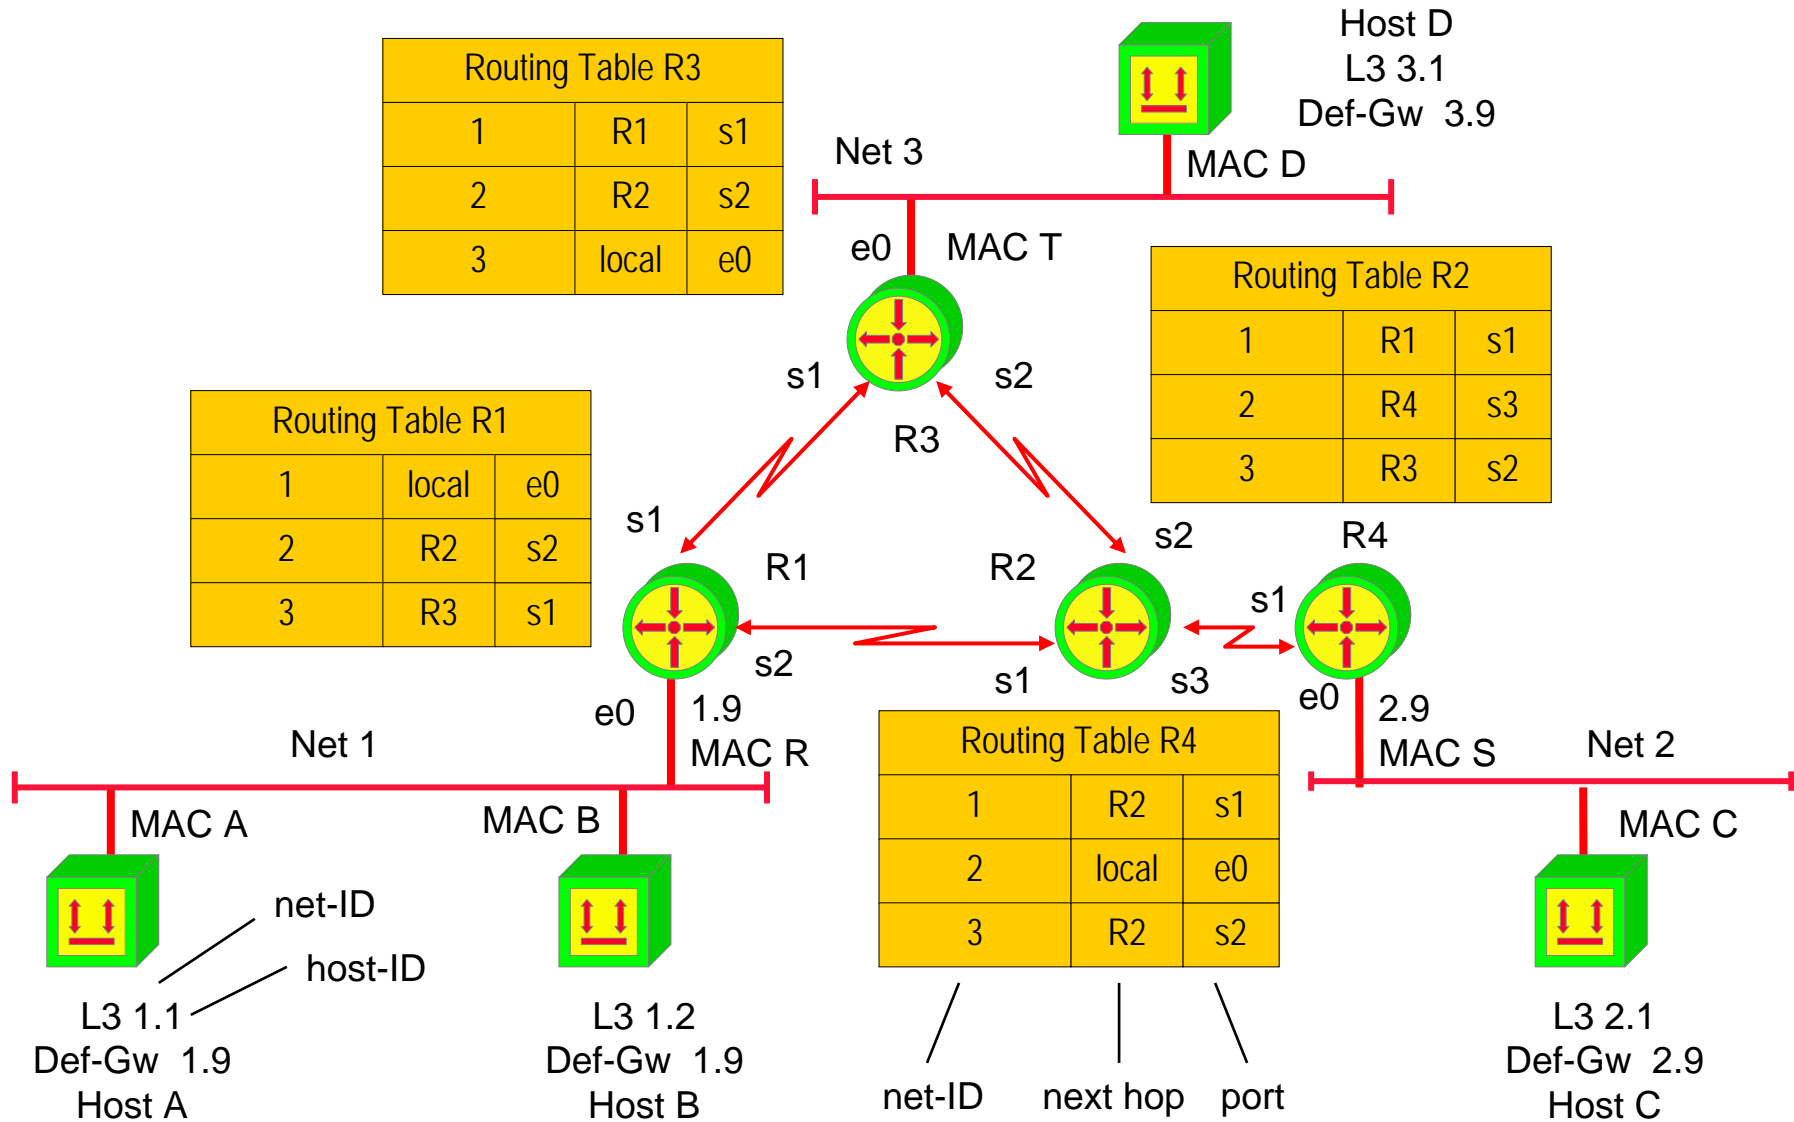 Host D
L3 3.1
Def-Gw 3.9
Routing Table R3
1 R1 s1
2 R2 s2
3 local e0
Net 3
MAC D
e0
MAC T
Routing Table R2
1 R1 s1
2 R4 s3
3 R3 s2
s1
s2
R3
Routing Table R1
1 local e0
2 R2 s2
3 R3 s1
s1
R1
R2
s2
R4
s1
s2
s1
s3
e0
e0
1.9
MAC R
2.9
MAC S
Net 1
Net 2
Routing Table R4
1 R2 s1
2 local e0
3 R2 s2
MAC A
MAC B
MAC C
net-ID
host-ID
L3 1.1
Def-Gw 1.9
Host A
L3 1.2
Def-Gw 1.9
Host B
net-ID
next hop
port
L3 2.1
Def-Gw 2.9
Host C